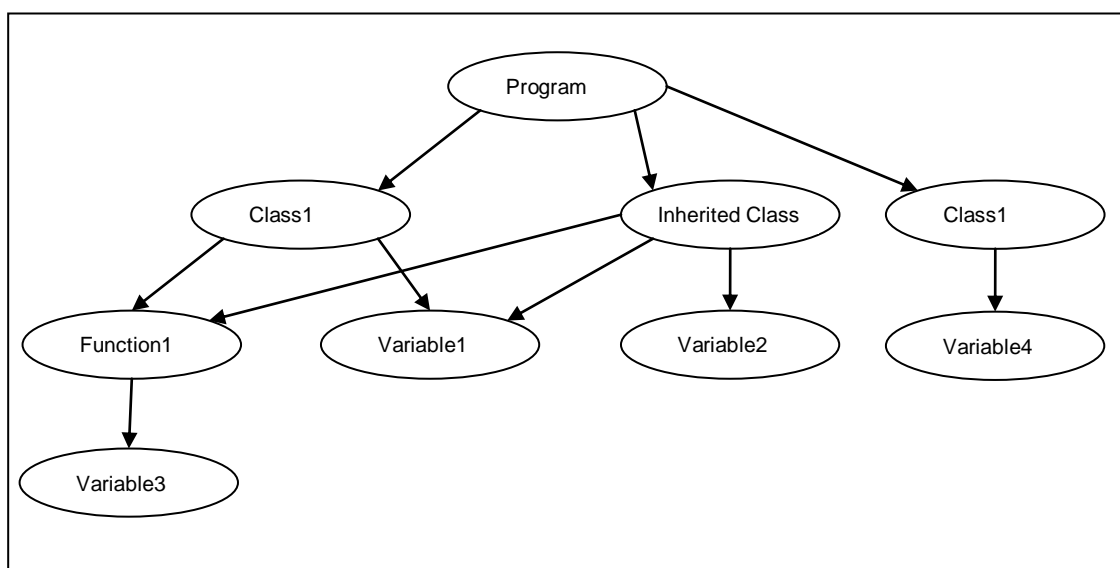 Program
Class1
Inherited Class
Class1
Function1
Variable1
Variable2
Variable4
Variable3